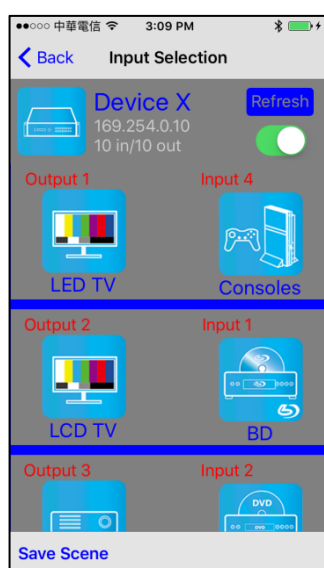 中華電信 3:09 PM
Back Input Selection
Device X Refresh
169.254.0.10
10 in/10 out
Output 1 Input 4
LED TV Consoles
Output 2 Input 1
BD
LCD TV BD
Output 3 Input 2
DVD
DVD
Save Scene